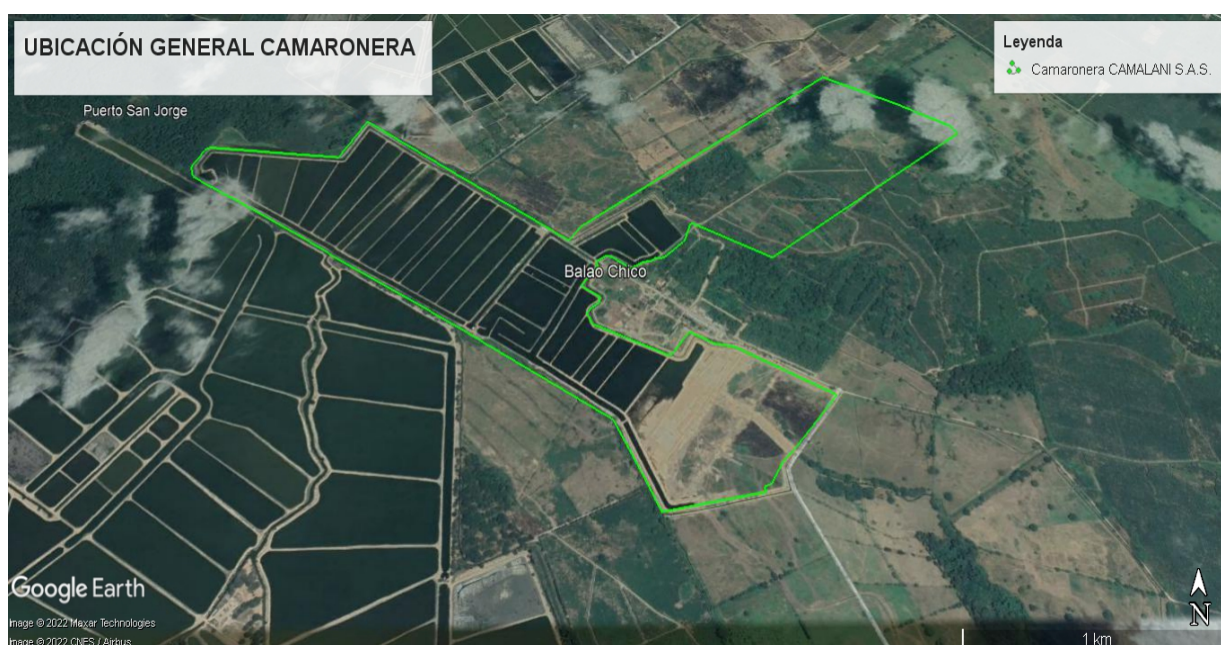 UBICACIÓN GENERAL CAMARONERA
Leyenda
Camaronera CAMALANI S.A.S.
Puerto San Jorge
Balao Chico
Google Earth
Image © 2022 Maxar Technologies
Image © 2022 CNES / Airbus
N
1 km